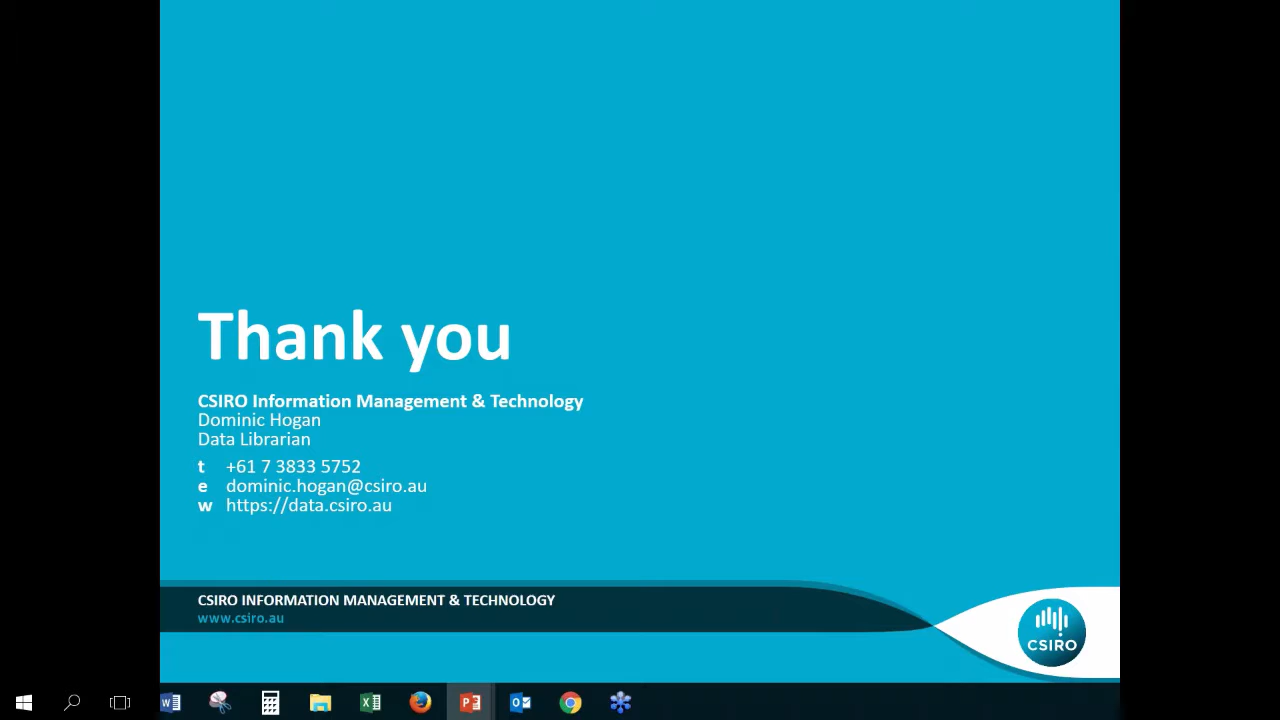 Thank you
CSIRO Information Management & Technology
Dominic Hogan
Data Librarian
t +61 7 3833 5752
e dominic.hogan@csiro.au
w https://data.csiro.au
CSIRO INFORMATION MANAGEMENT & TECHNOLOGY
www.csiro.au
CSIRO